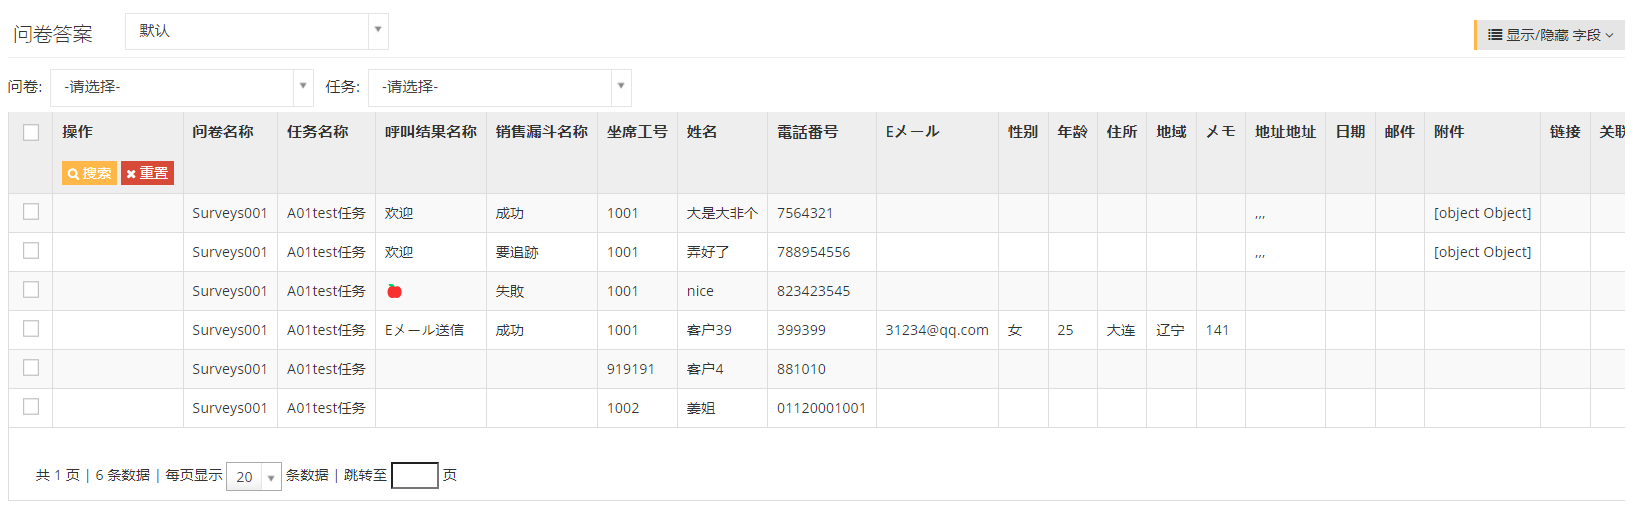 问卷答案 默认 显示/隐藏 字段
问卷: -请选择- 任务: -请选择-
操作 问卷名称 任务名称 呼叫结果名称 销售漏斗名称 坐席工号 姓名 電話番号 Eメール 性别 年龄 住所 地域 メモ 地址地址 日期 邮件 附件 链接 关联
搜索 重置
Surveys001 A01test任务 欢迎 成功 1001 大是大非个 7564321 ,,, [object Object]
Surveys001 A01test任务 欢迎 要追跡 1001 弄好了 788954556 ,,, [object Object]
Surveys001 A01test任务 🍎 失敗 1001 nice 823423545
Surveys001 A01test任务 Eメール送信 成功 1001 客户39 399399 31234@qq.com 女 25 大连 辽宁 141
Surveys001 A01test任务 919191 客户4 881010
Surveys001 A01test任务 1002 姜姐 01120001001
共 1 页 | 6 条数据 | 每页显示 20 条数据 | 跳转至 页